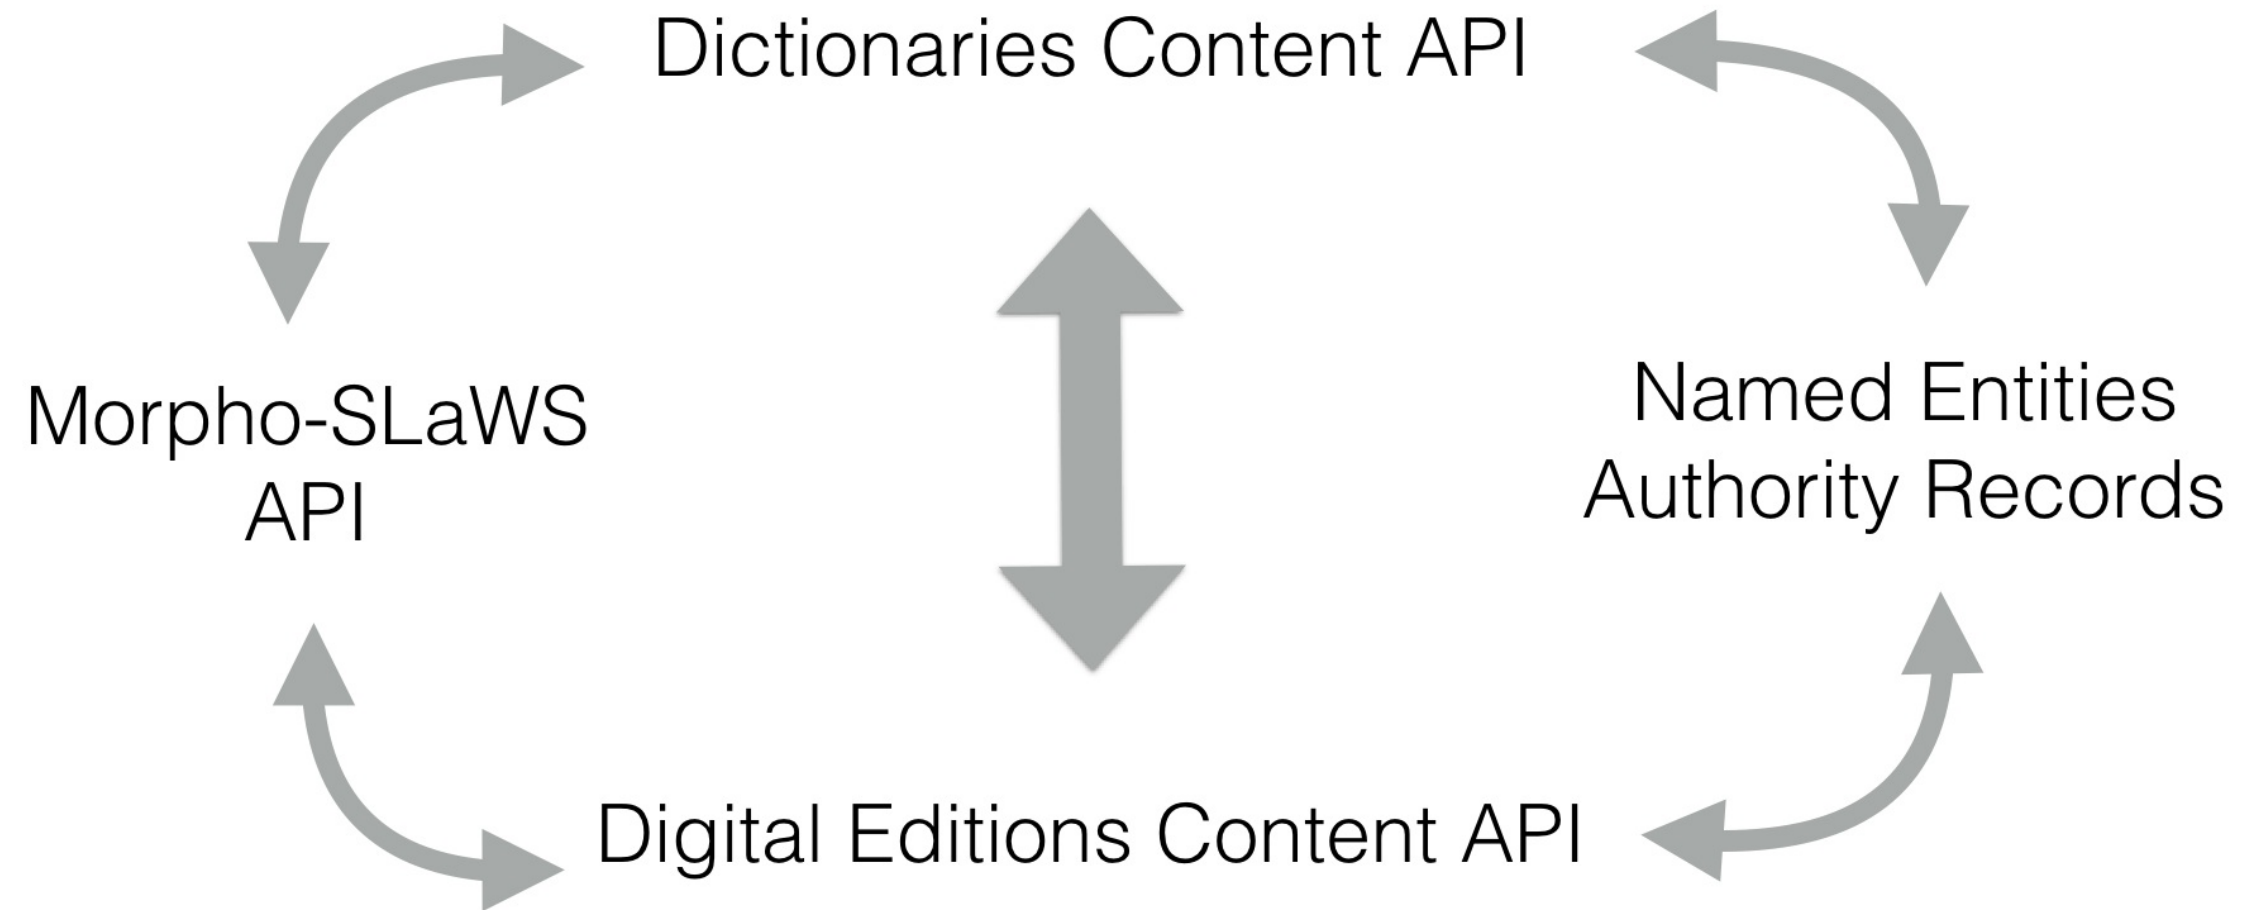 Dictionaries Content API
Morpho-SLaWS
API
Named Entities
Authority Records
Digital Editions Content API